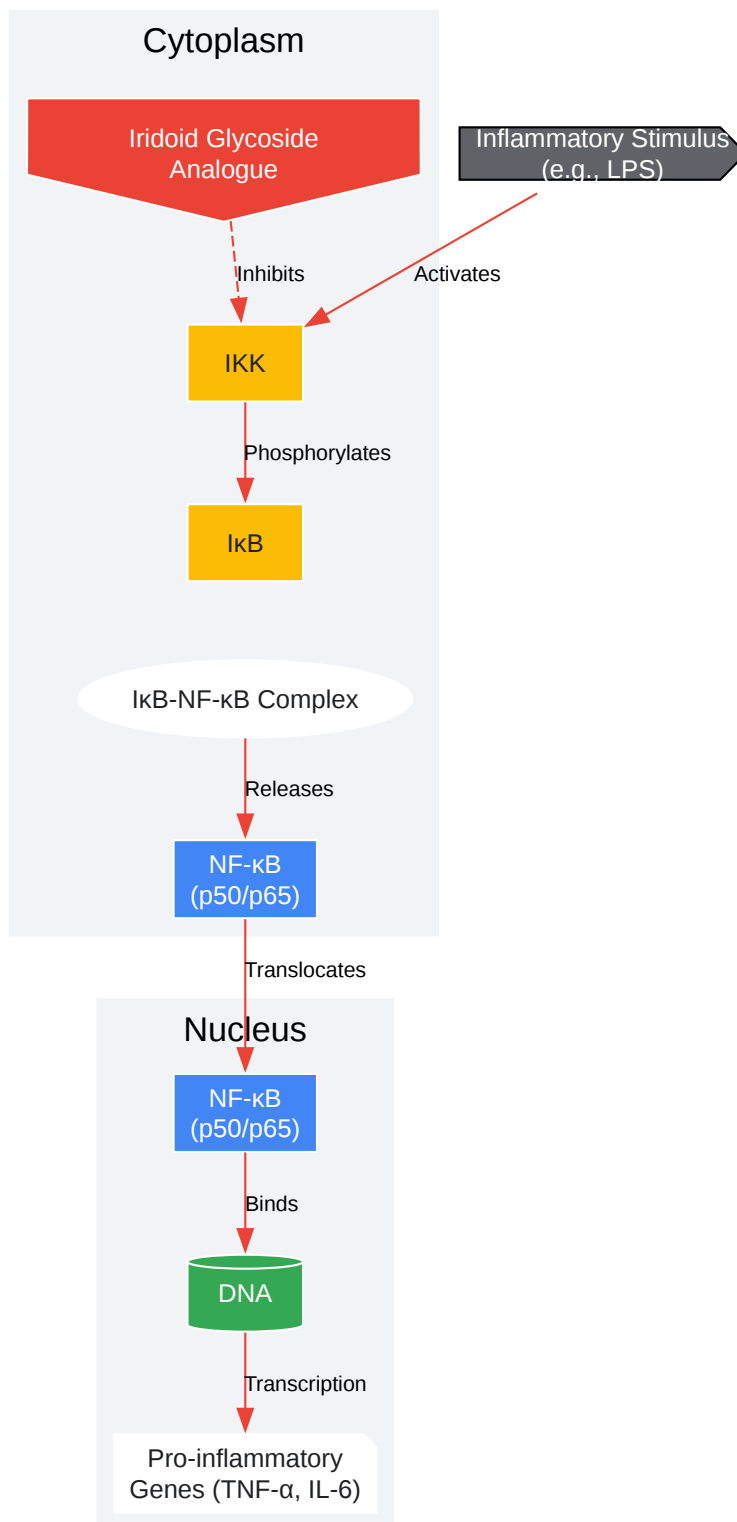 Cytoplasm
Iridoid Glycoside
Analogue
Inflammatory Stimulus
(e.g., LPS)
Inhibits
Activates
IKK
Phosphorylates
IκB
IκB-NF-κB Complex
Releases
NF-κB
(p50/p65)
Translocates
Nucleus
NF-κB
(p50/p65)
Binds
DNA
Transcription
Pro-inflammatory
Genes (TNF-α, IL-6)